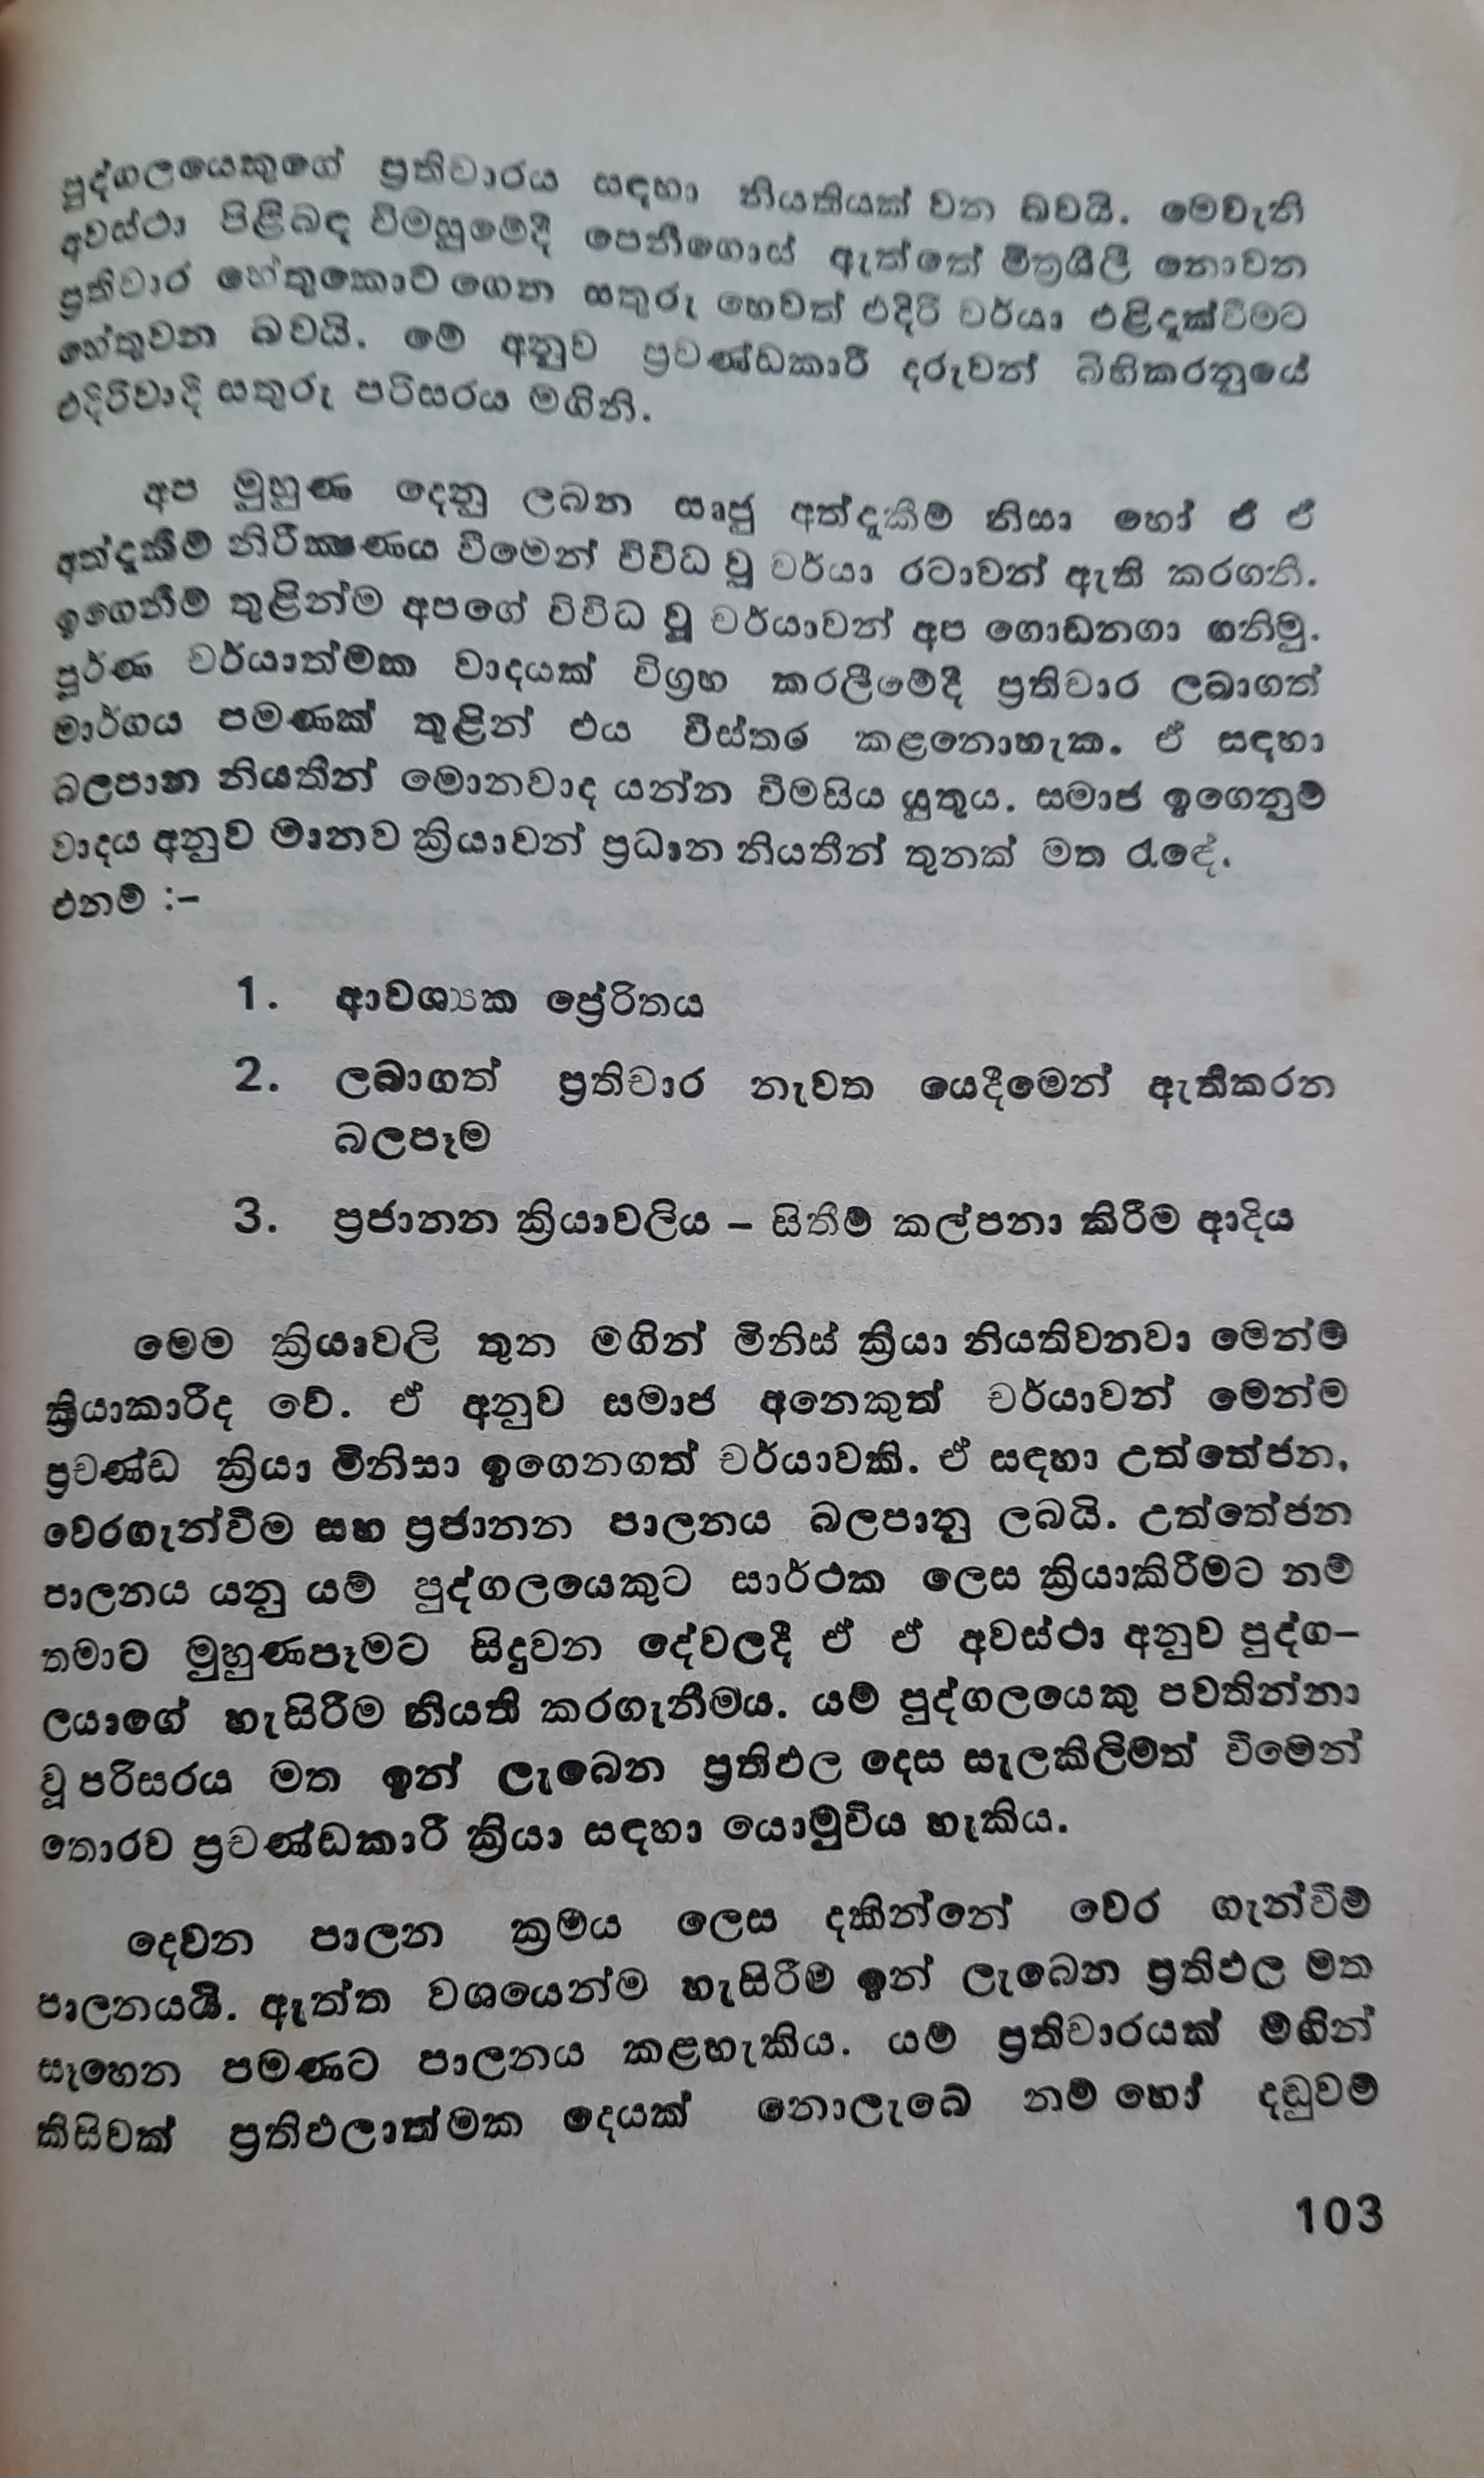 පුද්ගලයෙකුගේ ප්‍රතිචාරය සඳහා නියතියක් වන බවයි. මෙවැනි
අවස්ථා පිළිබඳ විමසුමේදී පෙනීගොස් ඇත්තේ මිත්‍රශීලී නොවන
ප්‍රතිචාර හේතුකොට ගෙන සතුරු හෙවත් එදිරි චර්යා එළිදැක්වීමට
හේතුවන බවයි. මේ අනුව ප්‍රචණ්ඩකාරී දරුවන් බිහිකරනුයේ
එදිරිවාදි සතුරු පරිසරය මගිනි.
අප මුහුණ දෙනු ලබන සෘජු අත්දැකීම් නිසා හෝ ඒ ඒ
අත්දැකීම් නිරීක්‍ෂණය වීමෙන් විවිධ වූ චර්යා රටාවන් ඇති කරගනී.
ඉගෙනීම් තුළින්ම අපගේ විවිධ වූ චර්යාවන් අප ගොඩනගා ගනිමු.
පූර්ණ චර්යාත්මක වාදයක් විග්‍රහ කරලීමේදී ප්‍රතිචාර ලබාගත්
මාර්ගය පමණක් තුළින් එය විස්තර කළනොහැක. ඒ සඳහා
බලපාන නියතීන් මොනවාද යන්න විමසිය යුතුය. සමාජ ඉගෙනුම්
වාදය අනුව මානව ක්‍රියාවන් ප්‍රධාන නියතීන් තුනක් මත රැඳේ.
එනම් :–
1. ආවශ්‍යක ප්‍රේරිතය
2. ලබාගත් ප්‍රතිචාර නැවත යෙදීමෙන් ඇතිකරන
බලපෑම
3. ප්‍රජානන ක්‍රියාවලිය – සිතීම් කල්පනා කිරීම ආදිය
මෙම ක්‍රියාවලි තුන මගින් මිනිස් ක්‍රියා නියතිවනවා මෙන්ම
ක්‍රියාකාරීද වේ. ඒ අනුව සමාජ අනෙකුත් චර්යාවන් මෙන්ම
ප්‍රචණ්ඩ ක්‍රියා මිනිසා ඉගෙනගත් චර්යාවකි. ඒ සඳහා උත්තේජන,
වෙරගැන්වීම සහ ප්‍රජානන පාලනය බලපානු ලබයි. උත්තේජන
පාලනය යනු යම් පුද්ගලයෙකුට සාර්ථක ලෙස ක්‍රියාකිරීමට නම්
තමාට මුහුණපෑමට සිදුවන දේවලදී ඒ ඒ අවස්ථා අනුව පුද්ග–
ලයාගේ හැසිරීම නියති කරගැනීමය. යම් පුද්ගලයෙකු පවතින්නා
වූ පරිසරය මත ඉන් ලැබෙන ප්‍රතිඵල දෙස සැලකිලිමත් වීමෙන්
තොරව ප්‍රචණ්ඩකාරී ක්‍රියා සඳහා යොමුවිය හැකිය.
දෙවන පාලන ක්‍රමය ලෙස දකින්නේ වෙර ගැන්වීම්
පාලනයයි. ඇත්ත වශයෙන්ම හැසිරීම ඉන් ලැබෙන ප්‍රතිඵල මත
සෑහෙන පමණට පාලනය කළහැකිය. යම් ප්‍රතිචාරයක් මගින්
කිසිවක් ප්‍රතිඵලාත්මක දෙයක් නොලැබේ නම් හෝ දඬුවම්
103